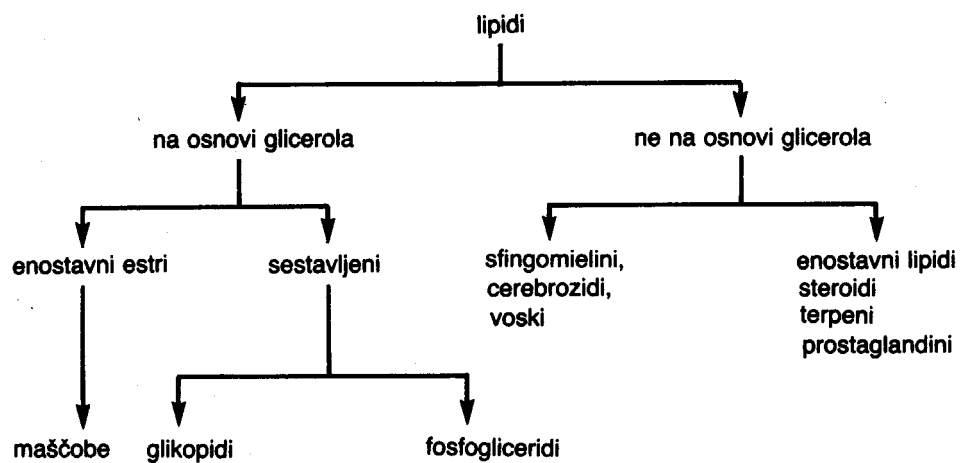 lipidi
na osnovi glicerola
ne na osnovi glicerola
enostavni estri
sestavljeni
sfingomielini,
cerebrozidi,
voski
enostavni lipidi
steroidi
terpeni
prostaglandini
maščobe
glikopidi
fosfogliceridi